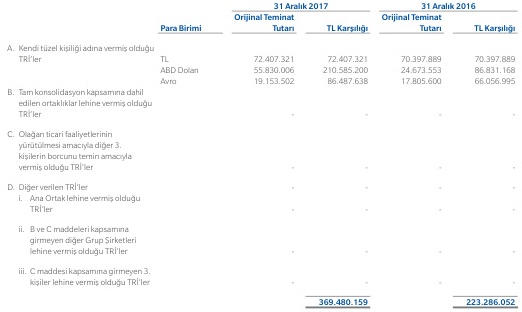 31 Aralık 2017 31 Aralık 2016
Orijinal Teminat Orijinal Teminat
Para Birimi Tutarı TL Karşılığı Tutarı TL Karşılığı
A. Kendi tüzel kişiliği adına vermiş olduğu
TRİ'ler TL 72.407.321 72.407.321 70.397.889 70.397.889
ABD Doları 55.830.006 210.585.200 24.673.553 86.831.168
Avro 19.153.502 86.487.638 17.805.600 66.056.995
B. Tam konsolidasyon kapsamına dahil
edilen ortaklıklar lehine vermiş olduğu
TRİ'ler - - - -
C. Olağan ticari faaliyetlerinin
yürütülmesi amacıyla diğer 3.
kişilerin borcunu temin amacıyla
vermiş olduğu TRİ'ler - - - -
D. Diğer verilen TRİ'ler - - - -
i. Ana Ortak lehine vermiş olduğu
TRİ'ler - - - -
ii. B ve C maddeleri kapsamına
girmeyen diğer Grup Şirketleri
lehine vermiş olduğu TRİ'ler - - - -
iii. C maddesi kapsamına girmeyen 3.
kişiler lehine vermiş olduğu TRİ'ler - - - -
369.480.159 223.286.052